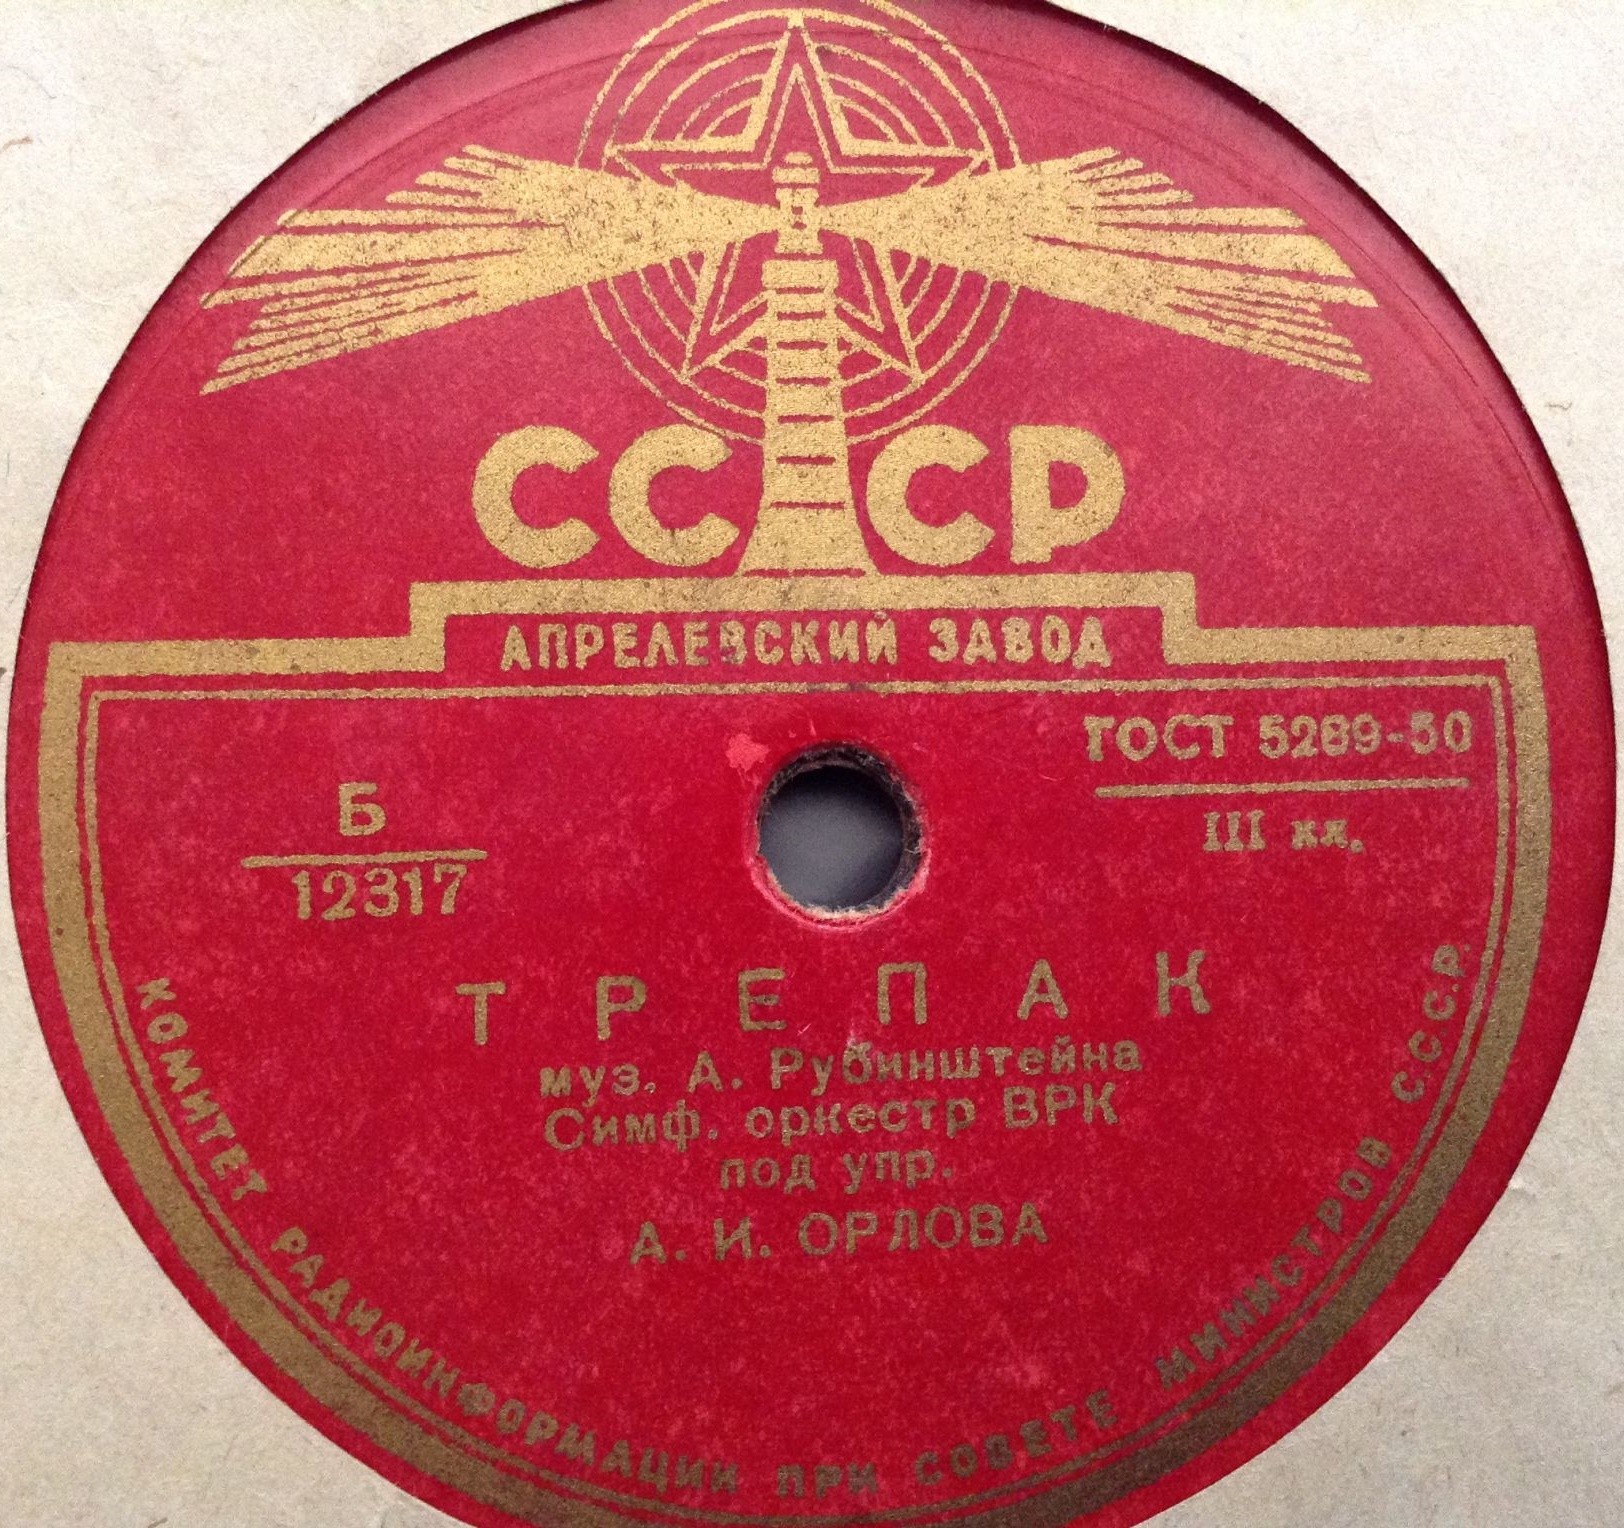 СССР
АПРЕЛЕВСКИЙ ЗАВОД
ГОСТ 5289-50
III кл.
Б
12317
ТРЕПАК
муз. А. Рубинштейна
Симф. оркестр ВРК
под упр.
А. И. ОРЛОВА
КОМИТЕТ РАДИОИНФОРМАЦИИ ПРИ СОВЕТЕ МИНИСТРОВ С.С.С.Р.